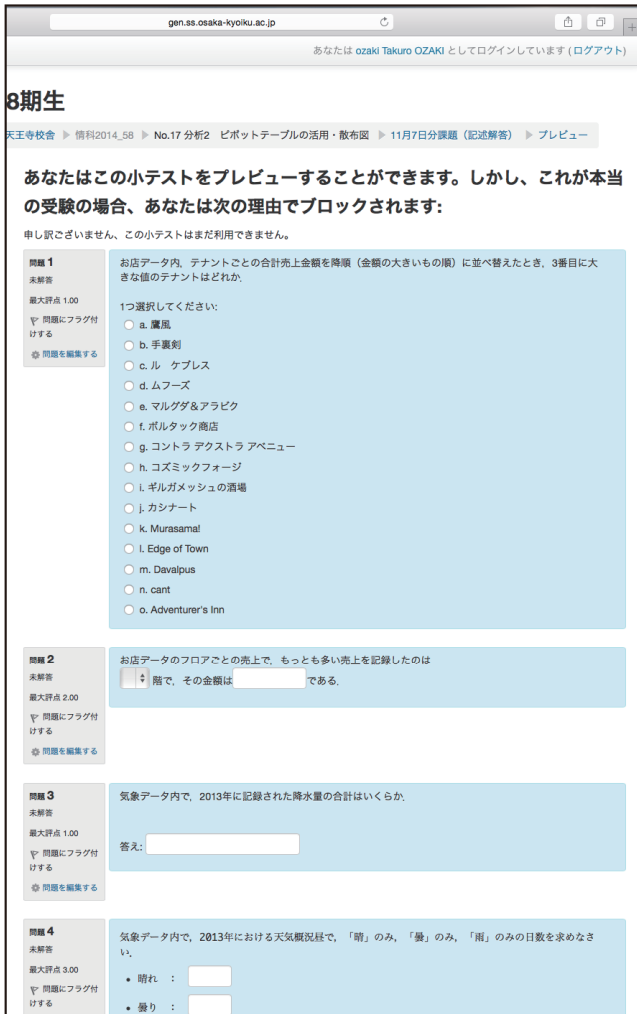 gen.ss.osaka-kyoiku.ac.jp
あなたは ozaki Takuro OZAKI としてログインしています (ログアウト)
8期生
天王寺校舎 ▶ 情科2014_58 ▶ No.17 分析2 ピボットテーブルの活用・散布図 ▶ 11月7日分課題（記述解答） ▶ プレビュー
あなたはこの小テストをプレビューすることができます。しかし、これが本当
の受験の場合、あなたは次の理由でブロックされます:
申し訳ございません、この小テストはまだ利用できません。
問題 1
未解答
最大評点 1.00
問題にフラグ付
けする
問題を編集する
お店データ内，テナントごとの合計売上金額を降順（金額の大きいもの順）に並べ替えたとき，3番目に大
きな値のテナントはどれか．
1つ選択してください:
a. 鷹風
b. 手裏剣
c. ル　ケブレス
d. ムフーズ
e. マルグダ＆アラビク
f. ボルタック商店
g. コントラ デクストラ アベニュー
h. コズミックフォージ
i. ギルガメッシュの酒場
j. カシナート
k. Murasama!
l. Edge of Town
m. Davalpus
n. cant
o. Adventurer's Inn
問題 2
未解答
最大評点 2.00
問題にフラグ付
けする
問題を編集する
お店データのフロアごとの売上で，もっとも多い売上を記録したのは
階で，その金額は である．
問題 3
未解答
最大評点 1.00
問題にフラグ付
けする
問題を編集する
気象データ内で，2013年に記録された降水量の合計はいくらか．
答え:
問題 4
未解答
最大評点 3.00
問題にフラグ付
けする
気象データ内で，2013年における天気概況昼で，「晴」のみ，「曇」のみ，「雨」のみの日数を求めなさ
い．
• 晴れ ：
• 曇り ：